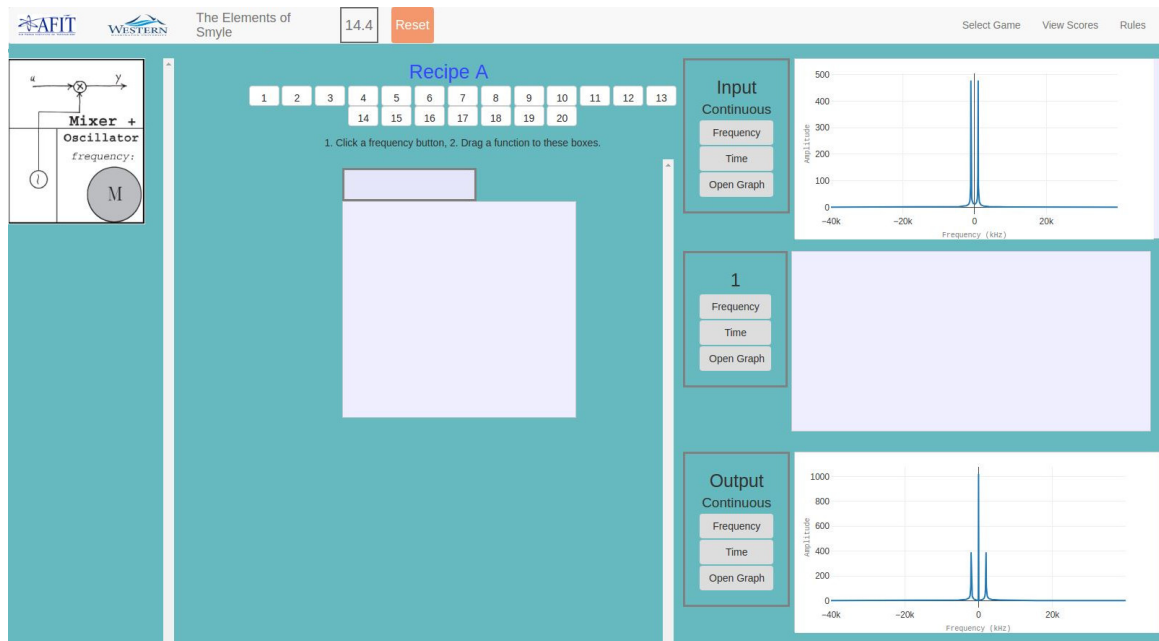 AFIT
WESTERN
The Elements of
Smyle
14.4
Reset
Select Game
View Scores
Rules
u
y
Mixer +
Oscillator
frequency:
M
Recipe A
1 2 3 4 5 6 7 8 9 10 11 12 13
14 15 16 17 18 19 20
1. Click a frequency button, 2. Drag a function to these boxes.
Input
Continuous
Frequency
Time
Open Graph
500
400
300
200
100
0
Amplitude
−40k −20k 0 20k
Frequency (kHz)
1
Frequency
Time
Open Graph
Output
Continuous
Frequency
Time
Open Graph
1000
800
600
400
200
0
Amplitude
−40k −20k 0 20k
Frequency (kHz)